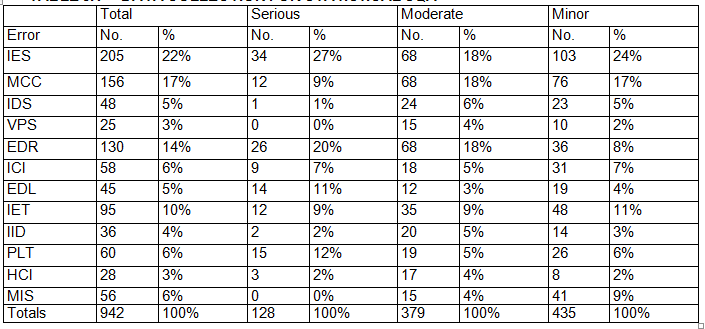 Total Serious Moderate Minor
Error No. % No. % No. % No. %
IES 205 22% 34 27% 68 18% 103 24%
MCC 156 17% 12 9% 68 18% 76 17%
IDS 48 5% 1 1% 24 6% 23 5%
VPS 25 3% 0 0% 15 4% 10 2%
EDR 130 14% 26 20% 68 18% 36 8%
ICI 58 6% 9 7% 18 5% 31 7%
EDL 45 5% 14 11% 12 3% 19 4%
IET 95 10% 12 9% 35 9% 48 11%
IID 36 4% 2 2% 20 5% 14 3%
PLT 60 6% 15 12% 19 5% 26 6%
HCI 28 3% 3 2% 17 4% 8 2%
MIS 56 6% 0 0% 15 4% 41 9%
Totals 942 100% 128 100% 379 100% 435 100%